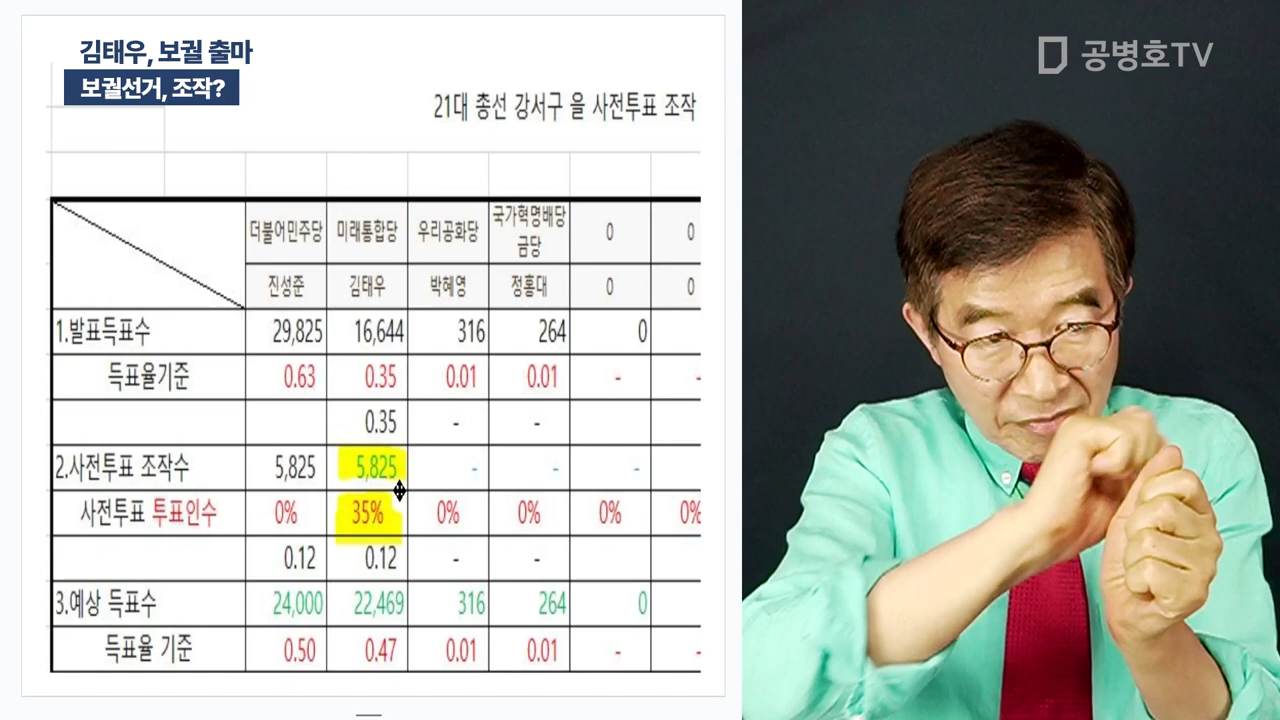 김태우, 보궐 출마
보궐선거, 조작?
공병호TV
21대 총선 강서구 을 사전투표 조작
더불어민주당 미래통합당 우리공화당 국가혁명배당금당 0 0
진성준 김태우 박혜영 정홍대 0 0
1.발표득표수 29,825 16,644 316 264 0
득표율기준 0.63 0.35 0.01 0.01 - -
0.35 - -
2.사전투표 조작수 5,825 5,825 - - -
사전투표 투표인수 0% 35% 0% 0% 0% 0%
0.12 0.12 - -
3.예상 득표수 24,000 22,469 316 264 0
득표율 기준 0.50 0.47 0.01 0.01 - -